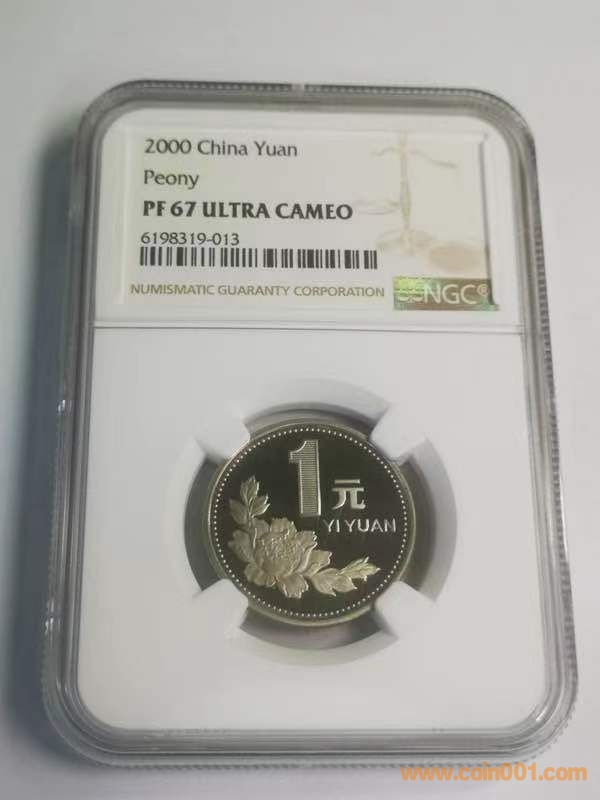 2000 China Yuan
Peony
PF 67 ULTRA CAMEO
6198319-013
NUMISMATIC GUARANTY CORPORATION
NGC®
1元
YI YUAN
www.coin001.com